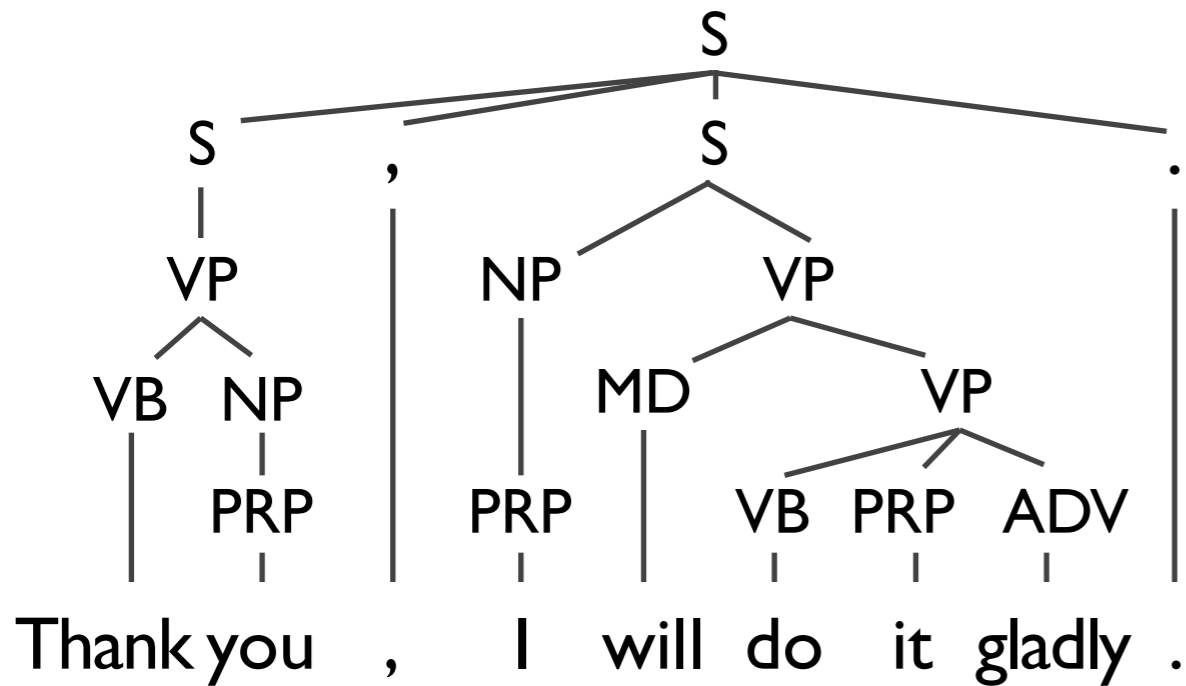 S
S , S .
VP NP VP
VB NP MD VP
PRP PRP VB PRP ADV
Thank you , I will do it gladly .